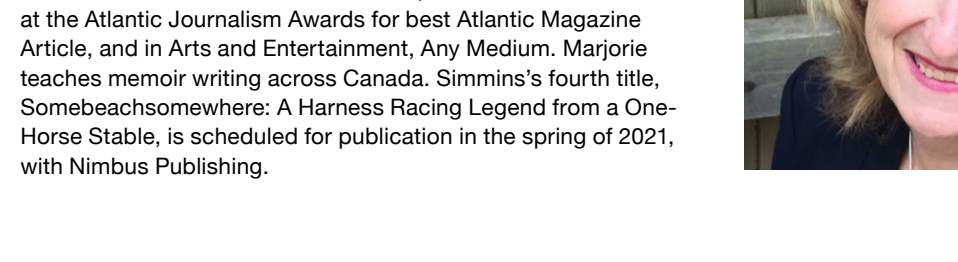 at the Atlantic Journalism Awards for best Atlantic Magazine
Article, and in Arts and Entertainment, Any Medium. Marjorie
teaches memoir writing across Canada. Simmins's fourth title,
Somebeachsomewhere: A Harness Racing Legend from a One-
Horse Stable, is scheduled for publication in the spring of 2021,
with Nimbus Publishing.